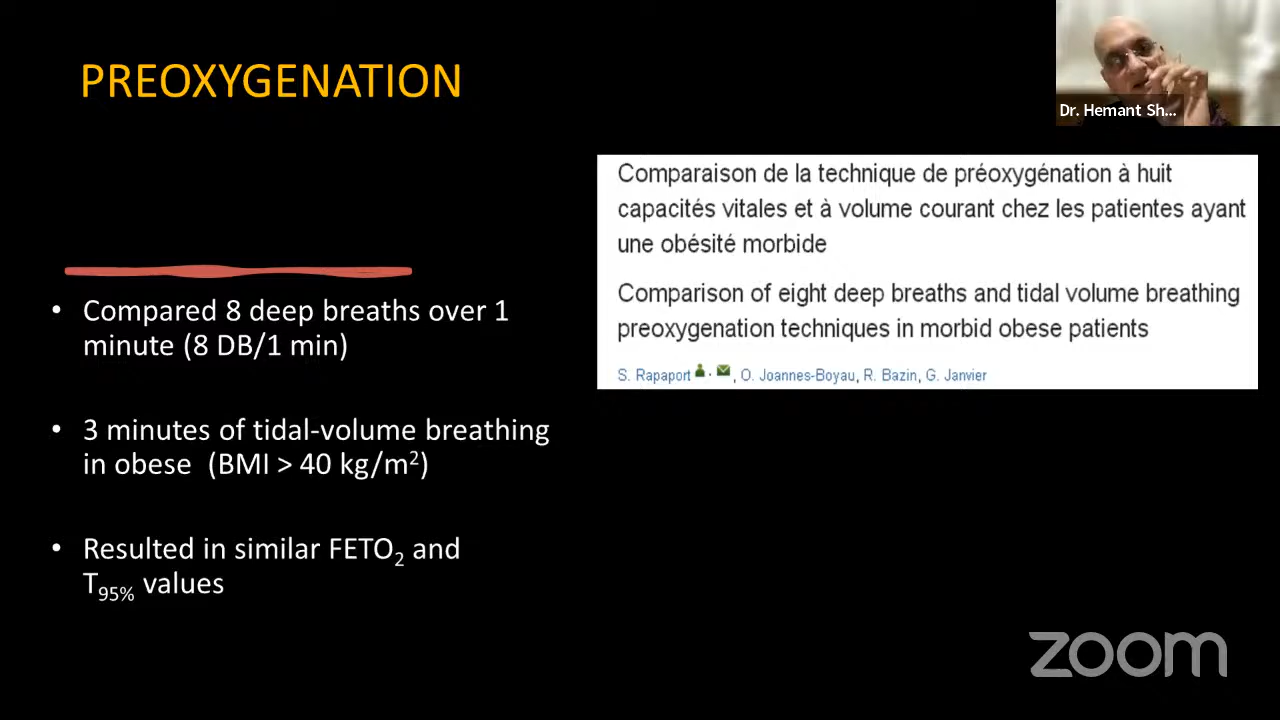 PREOXYGENATION
Dr. Hemant Sh...
Comparaison de la technique de préoxygénation à huit
capacités vitales et à volume courant chez les patientes ayant
une obésité morbide
Comparison of eight deep breaths and tidal volume breathing
preoxygenation techniques in morbid obese patients
S. Rapaport , O. Joannes-Boyau, R. Bazin, G. Janvier
• Compared 8 deep breaths over 1
minute (8 DB/1 min)
• 3 minutes of tidal-volume breathing
in obese (BMI > 40 kg/m²)
• Resulted in similar FETO₂ and
T95% values
zoom